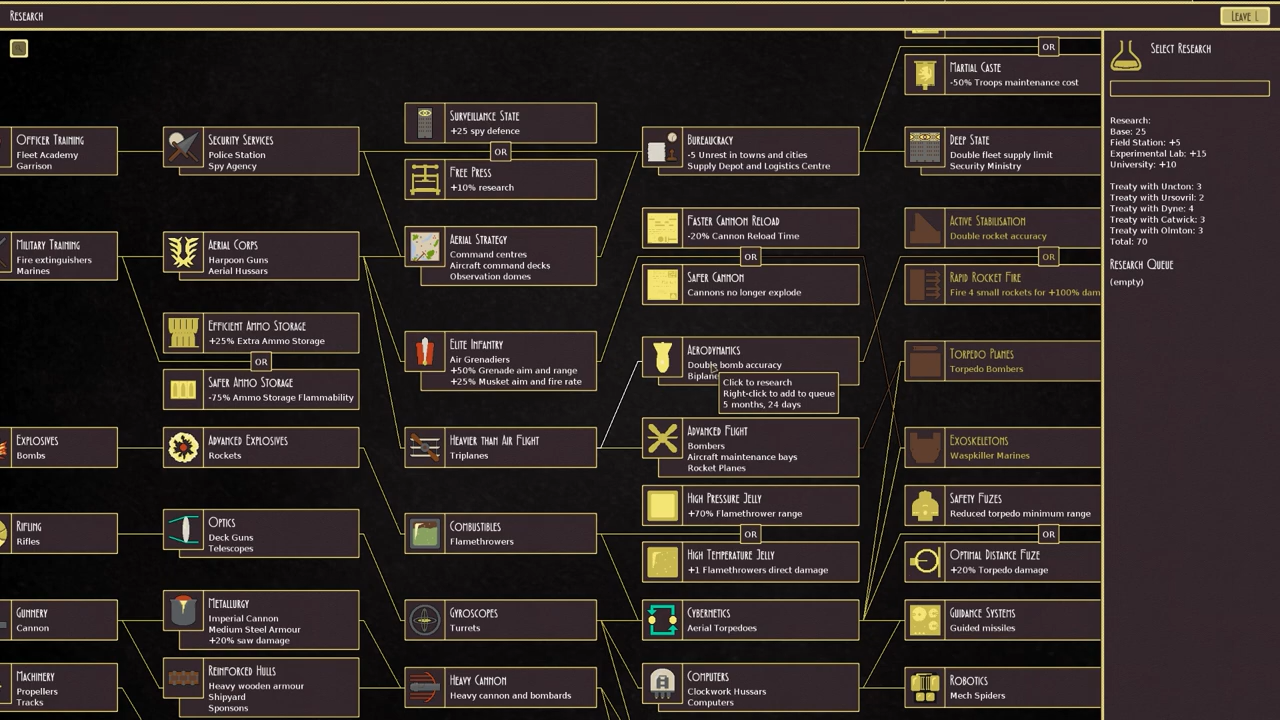 Research
Leave [
Officer Training
Fleet Academy
Garrison
Military Training
Fire extinguishers
Marines
Explosives
Bombs
Rifling
Rifles
Gunnery
Cannon
Machinery
Propellers
Tracks
Security Services
Police Station
Spy Agency
Aerial Corps
Harpoon Guns
Aerial Hussars
Efficient Ammo Storage
+25% Extra Ammo Storage
OR
Safer Ammo Storage
-75% Ammo Storage Flammability
Advanced Explosives
Rockets
Optics
Deck Guns
Telescopes
Metallurgy
Imperial Cannon
Medium Steel Armour
+20% saw damage
Reinforced Hulls
Heavy wooden armour
Shipyard
Sponsons
Surveillance State
+25 spy defence
OR
Free Press
+10% research
Aerial Strategy
Command centres
Aircraft command decks
Observation domes
Elite Infantry
Air Grenadiers
+50% Grenade aim and range
+25% Musket aim and fire rate
Heavier than Air Flight
Triplanes
Combustibles
Flamethrowers
Gyroscopes
Turrets
Heavy Cannon
Heavy cannon and bombards
Bureaucracy
-5 Unrest in towns and cities
Supply Depot and Logistics Centre
Faster Cannon Reload
-20% Cannon Reload Time
OR
Safer Cannon
Cannons no longer explode
Aerodynamics
Double bomb accuracy
Biplane
Click to research
Right-click to add to queue
5 months, 24 days
Advanced Flight
Bombers
Aircraft maintenance bays
Rocket Planes
High Pressure Jelly
+70% Flamethrower range
OR
High Temperature Jelly
+1 Flamethrowers direct damage
Cybernetics
Aerial Torpedoes
Computers
Clockwork Hussars
Computers
OR
Martial Caste
-50% Troops maintenance cost
Deep State
Double fleet supply limit
Security Ministry
Active Stabilisation
Double rocket accuracy
OR
Rapid Rocket Fire
Fire 4 small rockets for +100% dam
Torpedo Planes
Torpedo Bombers
Exoskeletons
Waspkiller Marines
Safety Fuzes
Reduced torpedo minimum range
OR
Optimal Distance Fuze
+20% Torpedo damage
Guidance Systems
Guided missiles
Robotics
Mech Spiders
Select Research
Research:
Base: 25
Field Station: +5
Experimental Lab: +15
University: +10
Treaty with Uncton: 3
Treaty with Ursovril: 2
Treaty with Dyne: 4
Treaty with Catwick: 3
Treaty with Olmton: 3
Total: 70
Research Queue
(empty)